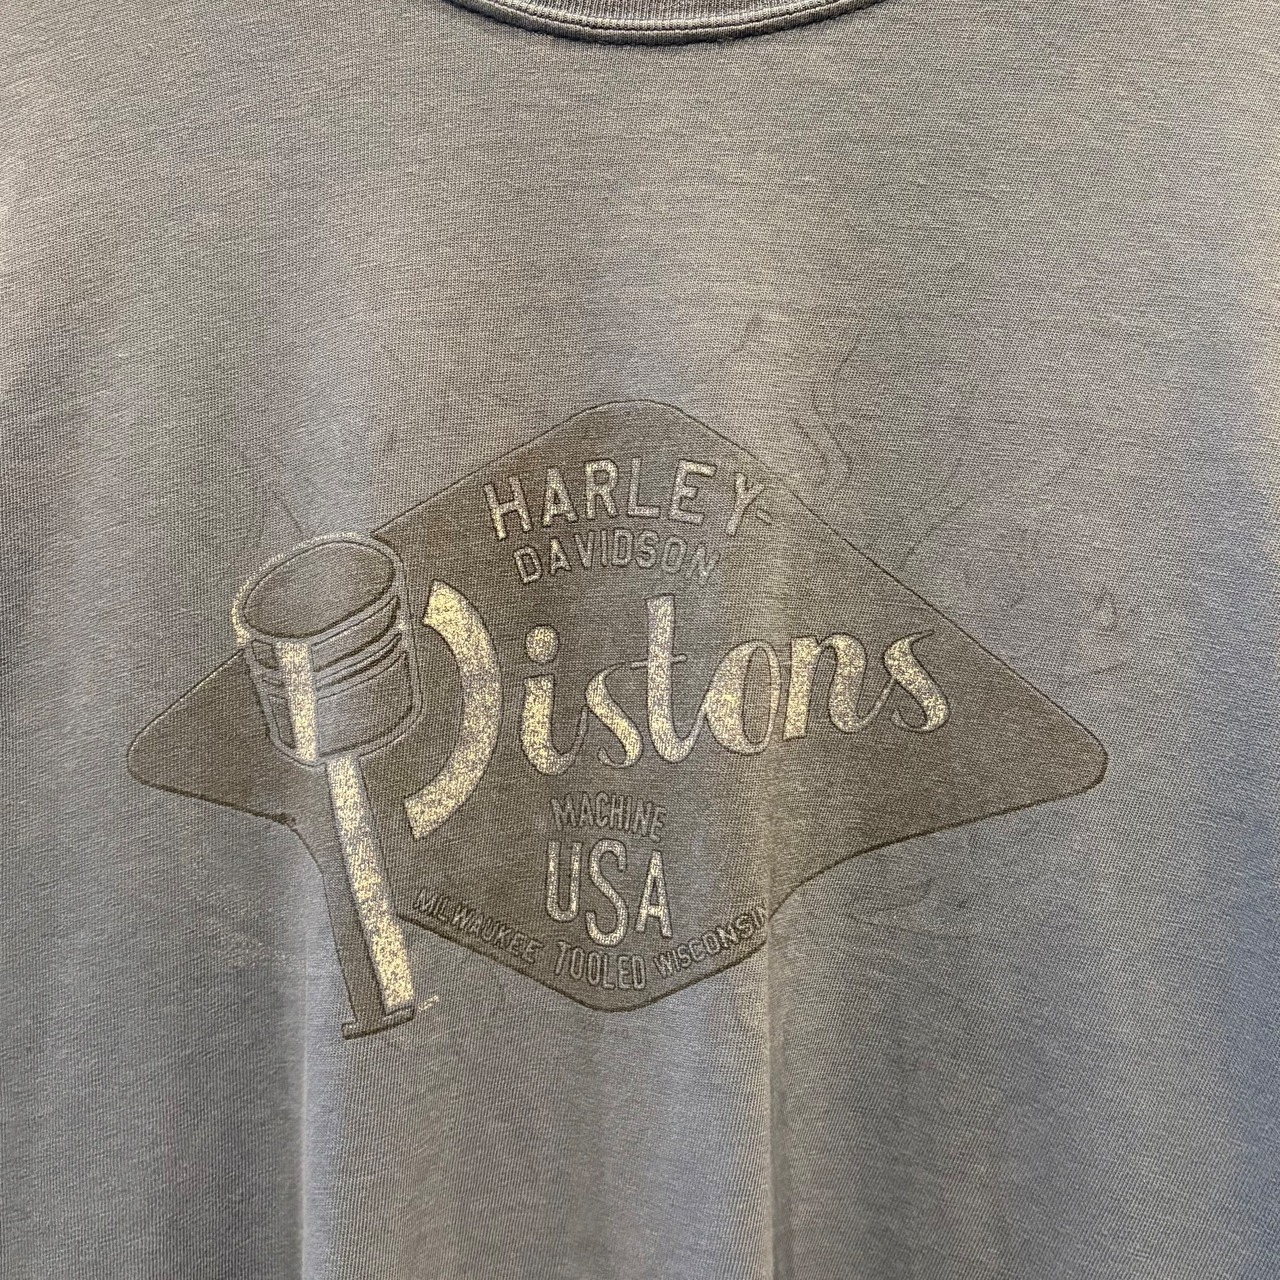 HARLEY-
DAVIDSON
Pistons
MACHINE
USA
MILWAUKEE TOOLED WISCONSIN